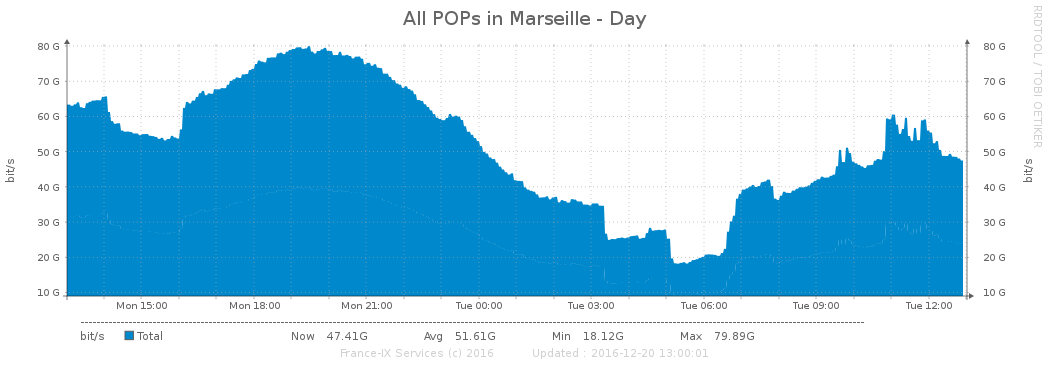 All POPs in Marseille - Day
RRDTOOL / TOBI OETIKER
bit/s
80 G
70 G
60 G
50 G
40 G
30 G
20 G
10 G
80 G
70 G
60 G
50 G
40 G
30 G
20 G
10 G
bit/s
Mon 15:00 Mon 18:00 Mon 21:00 Tue 00:00 Tue 03:00 Tue 06:00 Tue 09:00 Tue 12:00
bit/s Total Now 47.41G Avg 51.61G Min 18.12G Max 79.89G
France-IX Services (c) 2016 Updated : 2016-12-20 13:00:01